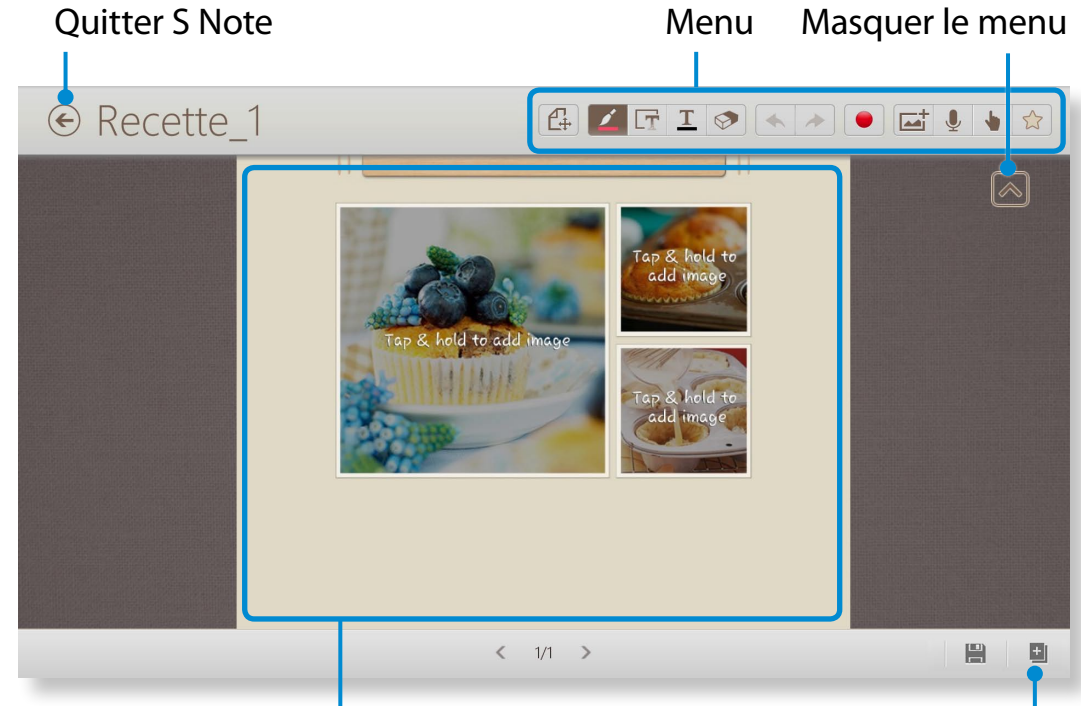 Quitter S Note Menu Masquer le menu
Recette_1
Tap & hold to add image
Tap & hold to
add image
Tap & hold to
add image
1/1